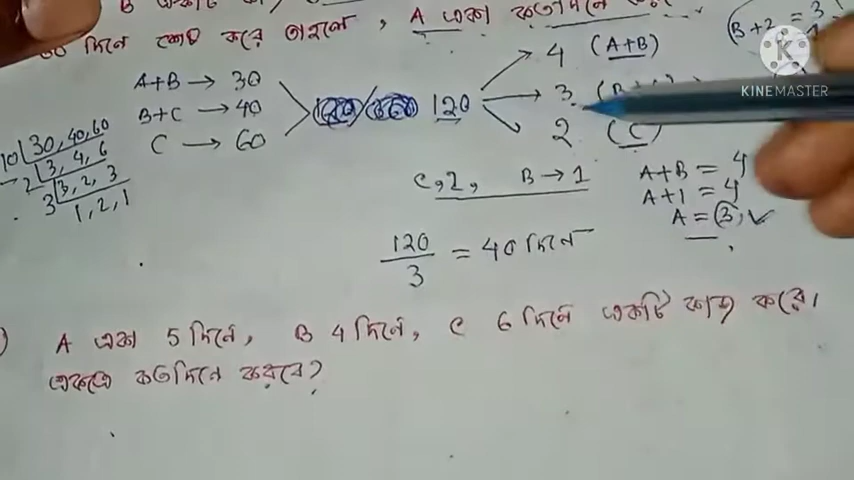 B একা
, A একা কতদিনে
দিনে শেষ করে তাহলে
(B+2 = 3
A+B → 30
B+C → 40
C → 60
120
4 (A+B)
3 (B
2 (C)
10 30, 40, 60
2 3, 4, 6
3 3, 2, 3
1, 2, 1
C, 2, B → 1
A+B = 4
A+1 = 4
A = 3, ✓
120/3 = 40 দিনে
) A একা 5 দিনে, B 4 দিনে, C 6 দিনে একটি কাজ করে।
একত্রে কতদিনে করবে?
KINEMASTER